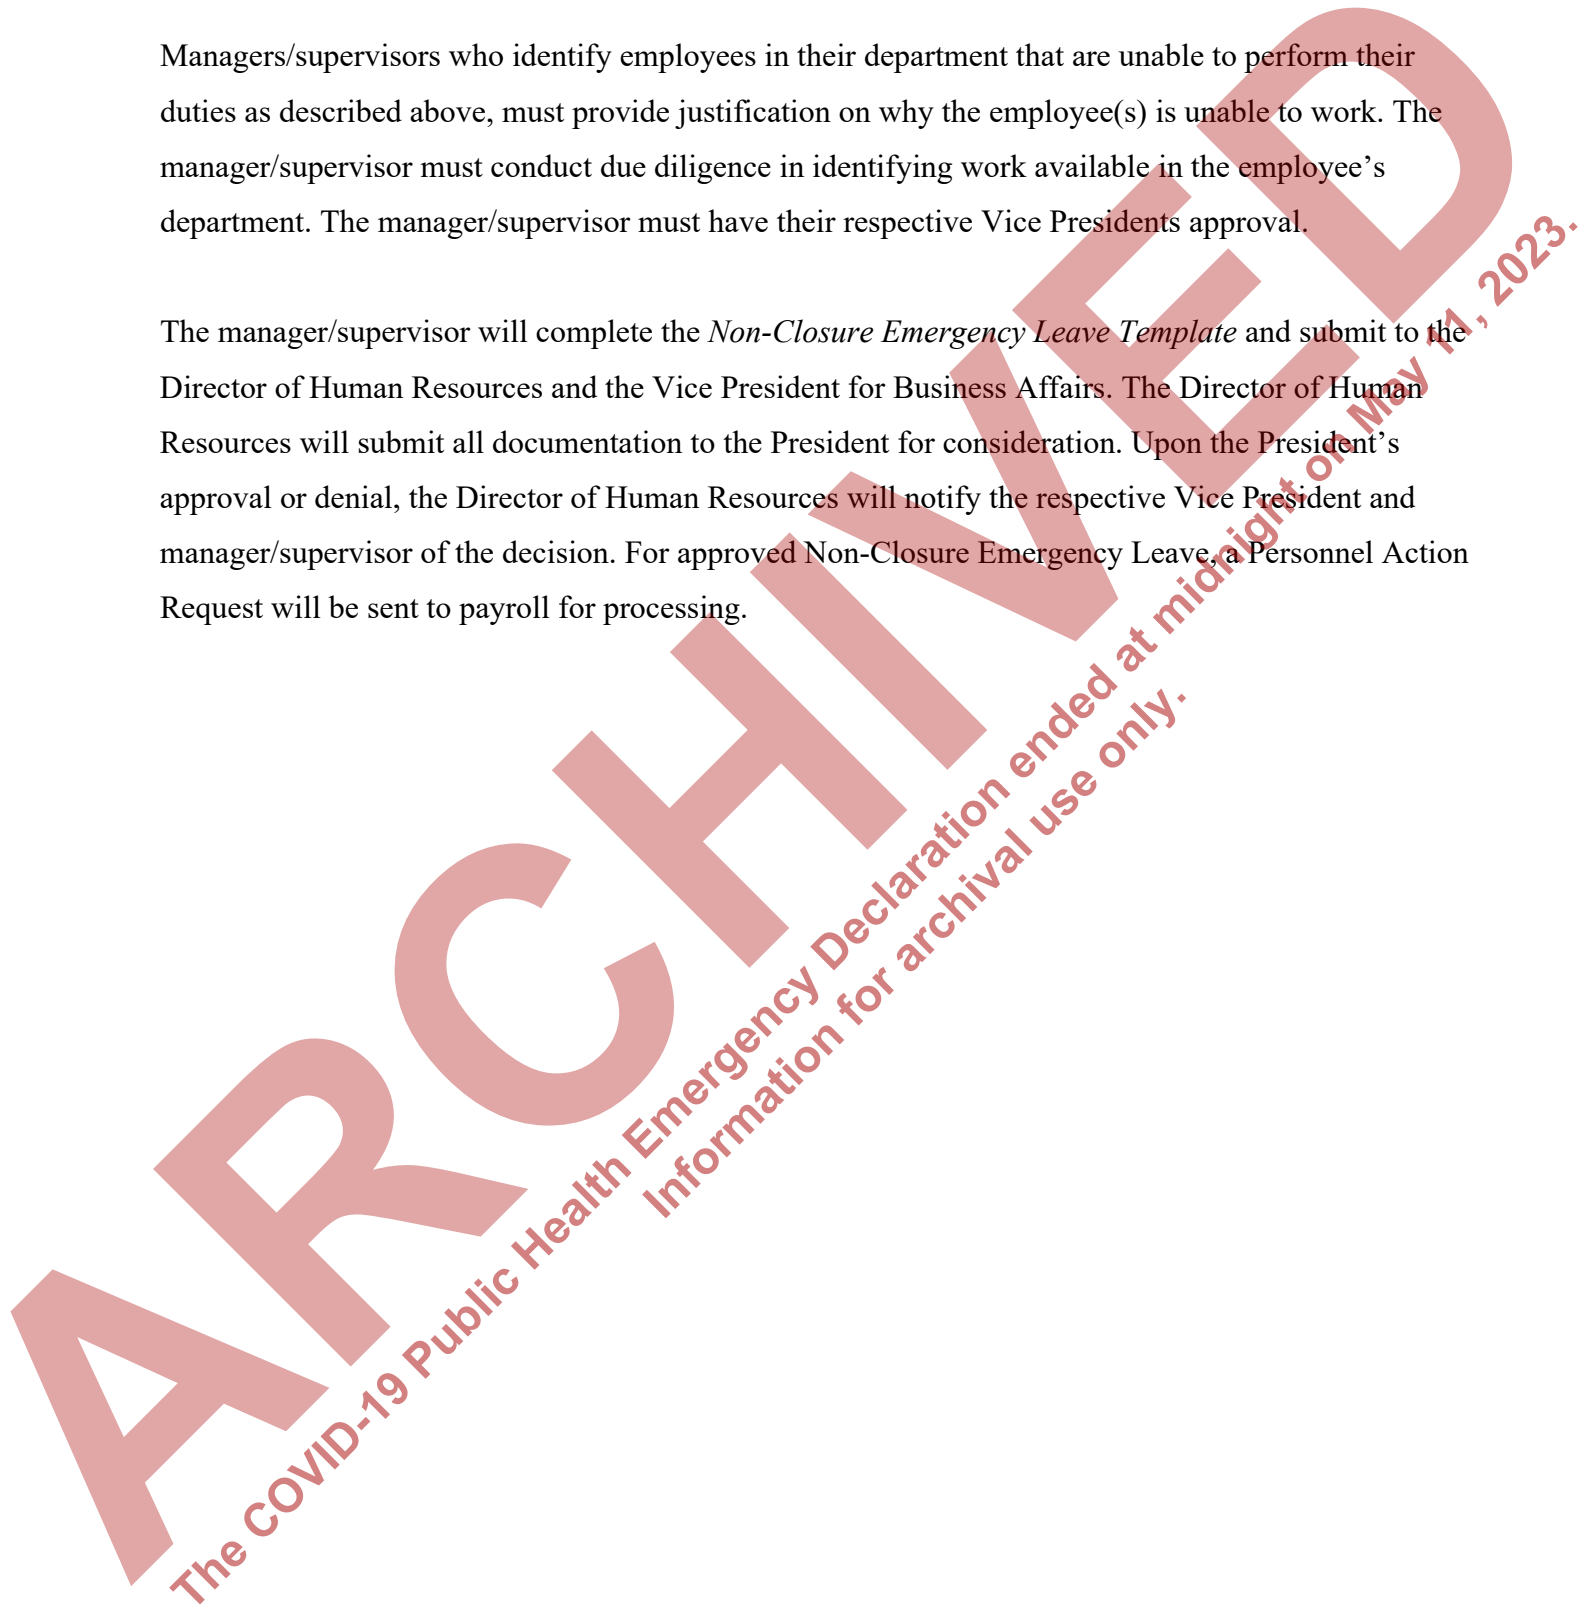 Managers/supervisors who identify employees in their department that are unable to perform their
duties as described above, must provide justification on why the employee(s) is unable to work. The
manager/supervisor must conduct due diligence in identifying work available in the employee’s
department. The manager/supervisor must have their respective Vice Presidents approval.
The manager/supervisor will complete the Non-Closure Emergency Leave Template and submit to the
Director of Human Resources and the Vice President for Business Affairs. The Director of Human
Resources will submit all documentation to the President for consideration. Upon the President’s
approval or denial, the Director of Human Resources will notify the respective Vice President and
manager/supervisor of the decision. For approved Non-Closure Emergency Leave, a Personnel Action
Request will be sent to payroll for processing.
ARCHIVED
The COVID-19 Public Health Emergency Declaration ended at midnight on May 11, 2023.
Information for archival use only.